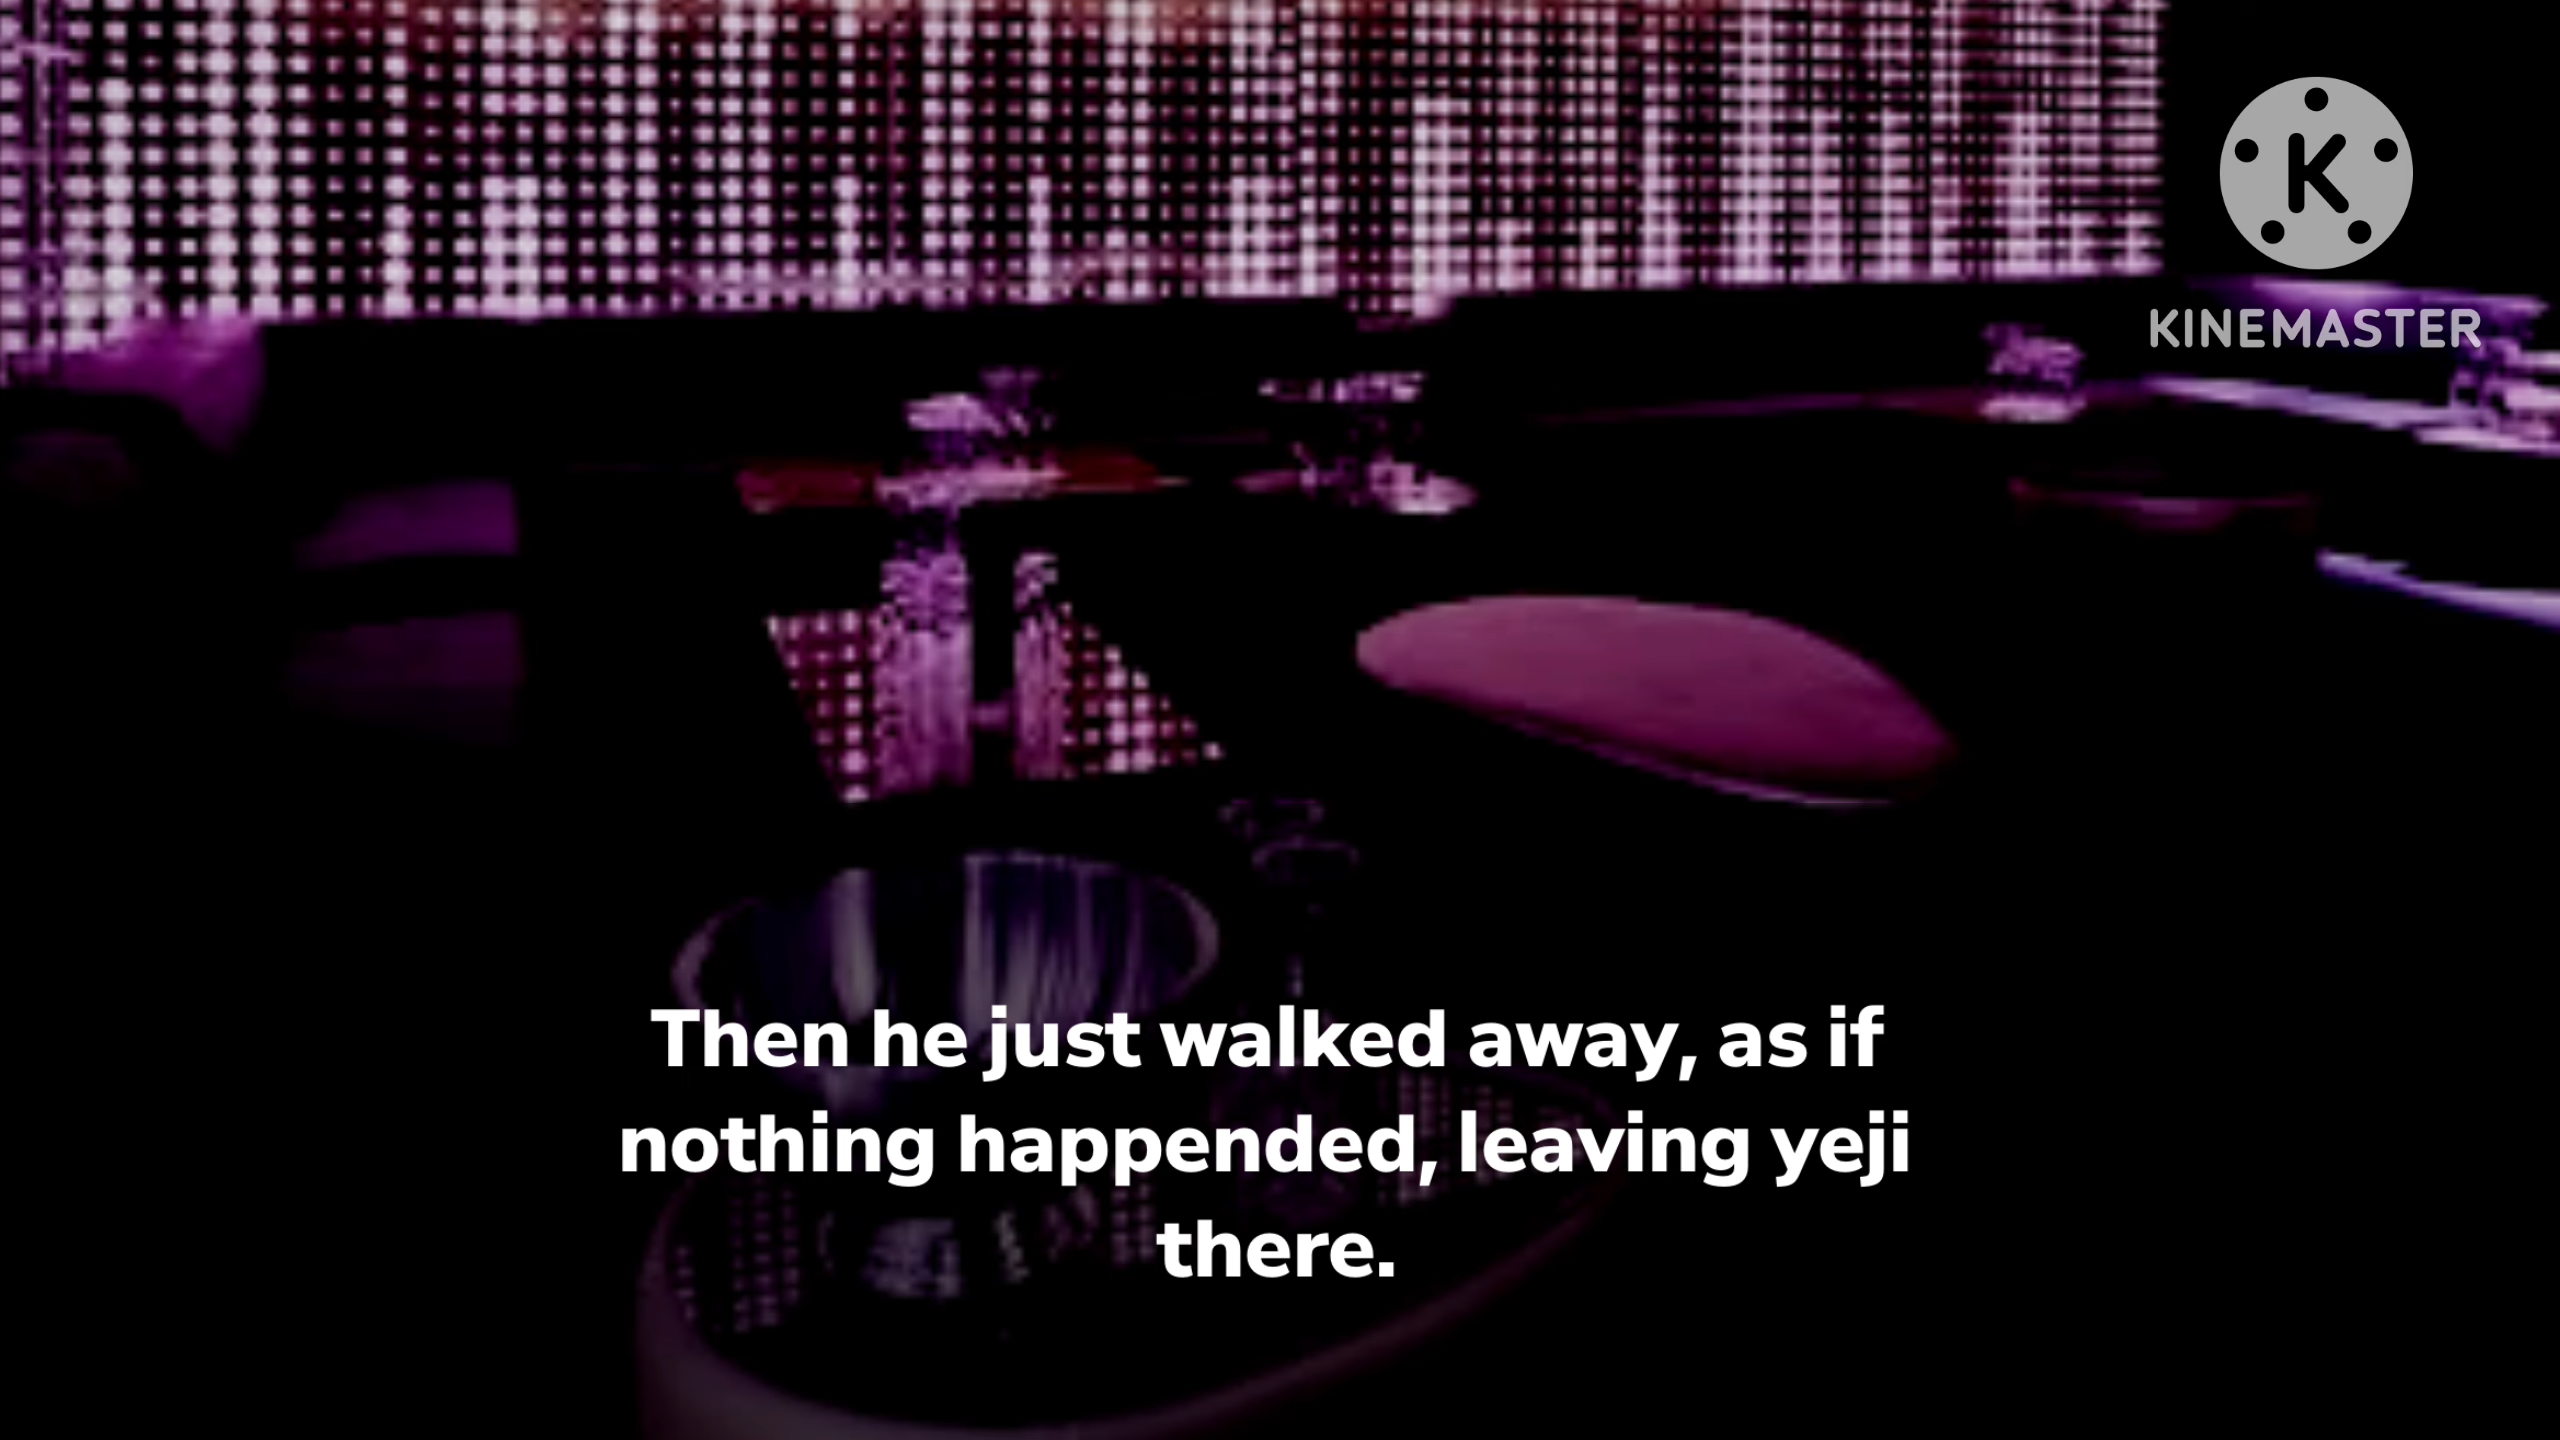 K
KINEMASTER
Then he just walked away, as if
nothing happended, leaving yeji
there.